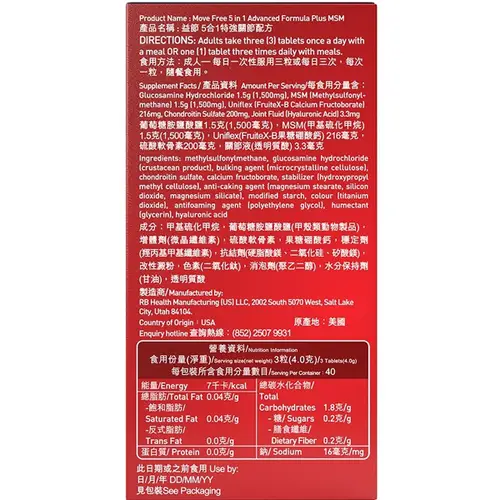 Product Name : Move Free 5 in 1 Advanced Formula Plus MSM
產品名稱：益節 5合1特強關節配方
DIRECTIONS: Adults take three (3) tablets once a day with
a meal OR one (1) tablet three times daily with meals.
食用方法：成人— 每日一次性服用三粒或每日三次，每次
一粒，隨餐食用。
Supplement Facts / 產品資料 Amount Per Serving/每食用分量含：
Glucosamine Hydrochloride 1.5g (1,500mg), MSM (Methylsulfonyl-
methane) 1.5g (1,500mg), Uniflex (FruiteX-B Calcium Fructoborate)
216mg, Chondroitin Sulfate 200mg, Joint Fluid (Hyaluronic Acid) 3.3mg
葡萄糖胺鹽酸鹽1.5克(1,500毫克)，MSM(甲基硫化甲烷)
1.5克(1,500毫克)，Uniflex(FruiteX-B果糖硼酸鈣) 216毫克，
硫酸軟骨素200毫克，關節液(透明質酸) 3.3毫克
Ingredients: methylsulfonylmethane, glucosamine hydrochloride
(crustacean product), bulking agent (microcrystalline cellulose),
chondroitin sulfate, calcium fructoborate, stabilizer (hydroxypropyl
methyl cellulose), anti-caking agent (magnesium stearate, silicon
dioxide, magnesium silicate), modified starch, colour (titanium
dioxide), antifoaming agent (polyethylene glycol), humectant
(glycerin), hyaluronic acid
成分：甲基硫化甲烷、葡萄糖胺鹽酸鹽(甲殼類動物製品)，
增體劑(微晶纖維素)，硫酸軟骨素，果糖硼酸鈣，穩定劑
(羥丙基甲基纖維素)，抗結劑(硬脂酸鎂、二氧化硅、矽酸鎂)，
改性澱粉，色素(二氧化鈦)，消泡劑(聚乙二醇)，水分保持劑
(甘油)，透明質酸
製造商/Manufactured by:
RB Health Manufacturing (US) LLC, 2002 South 5070 West, Salt Lake
City, Utah 84104.
Country of Origin : USA 原產地：美國
Enquiry hotline 查詢熱線：(852) 2507 9931
營養資料/Nutrition Information
食用份量(淨重)/Serving size(net weight) 3粒(4.0克)/3 Tablets(4.0g)
每包裝所含食用分量數目/Servings Per Container : 40
能量/Energy 7千卡/kcal
總脂肪/Total Fat 0.04克/g
-飽和脂肪/
Saturated Fat 0.04克/g
-反式脂肪/
Trans Fat 0.0克/g
蛋白質/Protein 0.0克/g
總碳水化合物/
Total
Carbohydrates 1.8克/g
- 糖/ Sugars 0.2克/g
- 膳食纖維/
Dietary Fiber 0.2克/g
鈉/ Sodium 16毫克/mg
此日期或之前食用 Use by:
日/月/年 DD/MM/YY
見包裝See Packaging